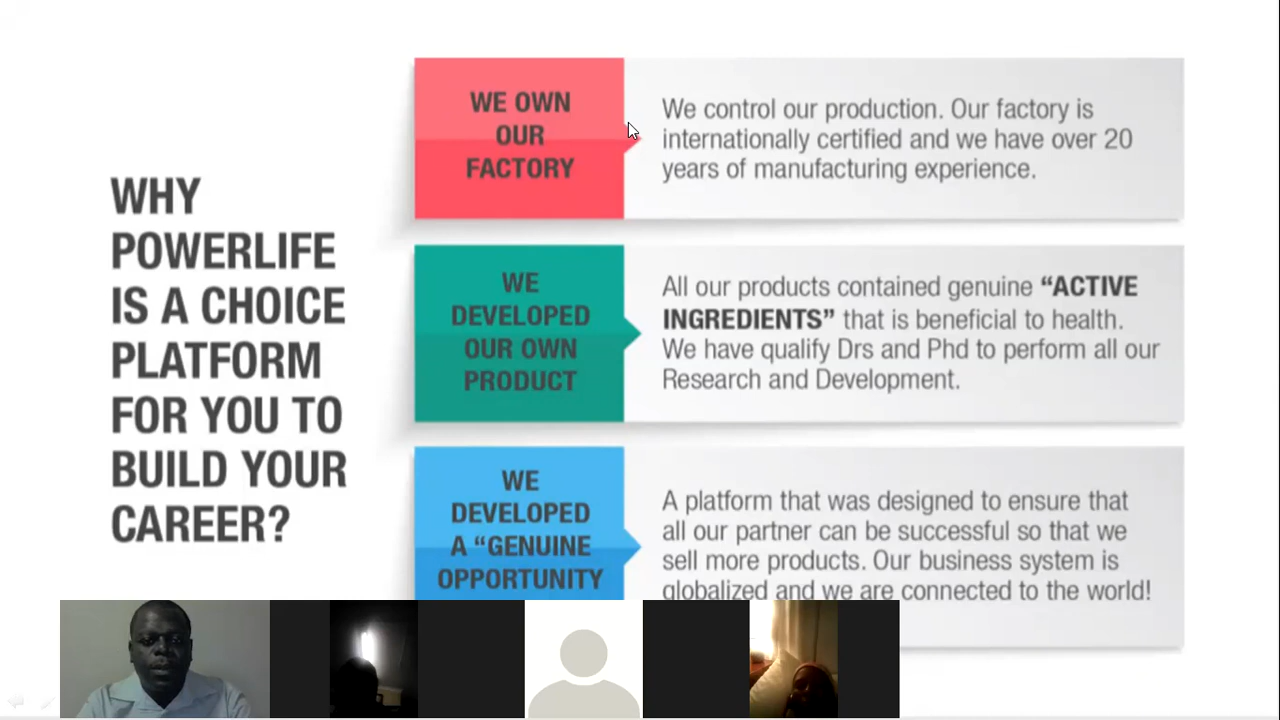 WHY
POWERLIFE
IS A CHOICE
PLATFORM
FOR YOU TO
BUILD YOUR
CAREER?
WE OWN
OUR
FACTORY
We control our production. Our factory is
internationally certified and we have over 20
years of manufacturing experience.
WE
DEVELOPED
OUR OWN
PRODUCT
All our products contained genuine “ACTIVE
INGREDIENTS” that is beneficial to health.
We have qualify Drs and Phd to perform all our
Research and Development.
WE
DEVELOPED
A “GENUINE
OPPORTUNITY
A platform that was designed to ensure that
all our partner can be successful so that we
sell more products. Our business system is
globalized and we are connected to the world!